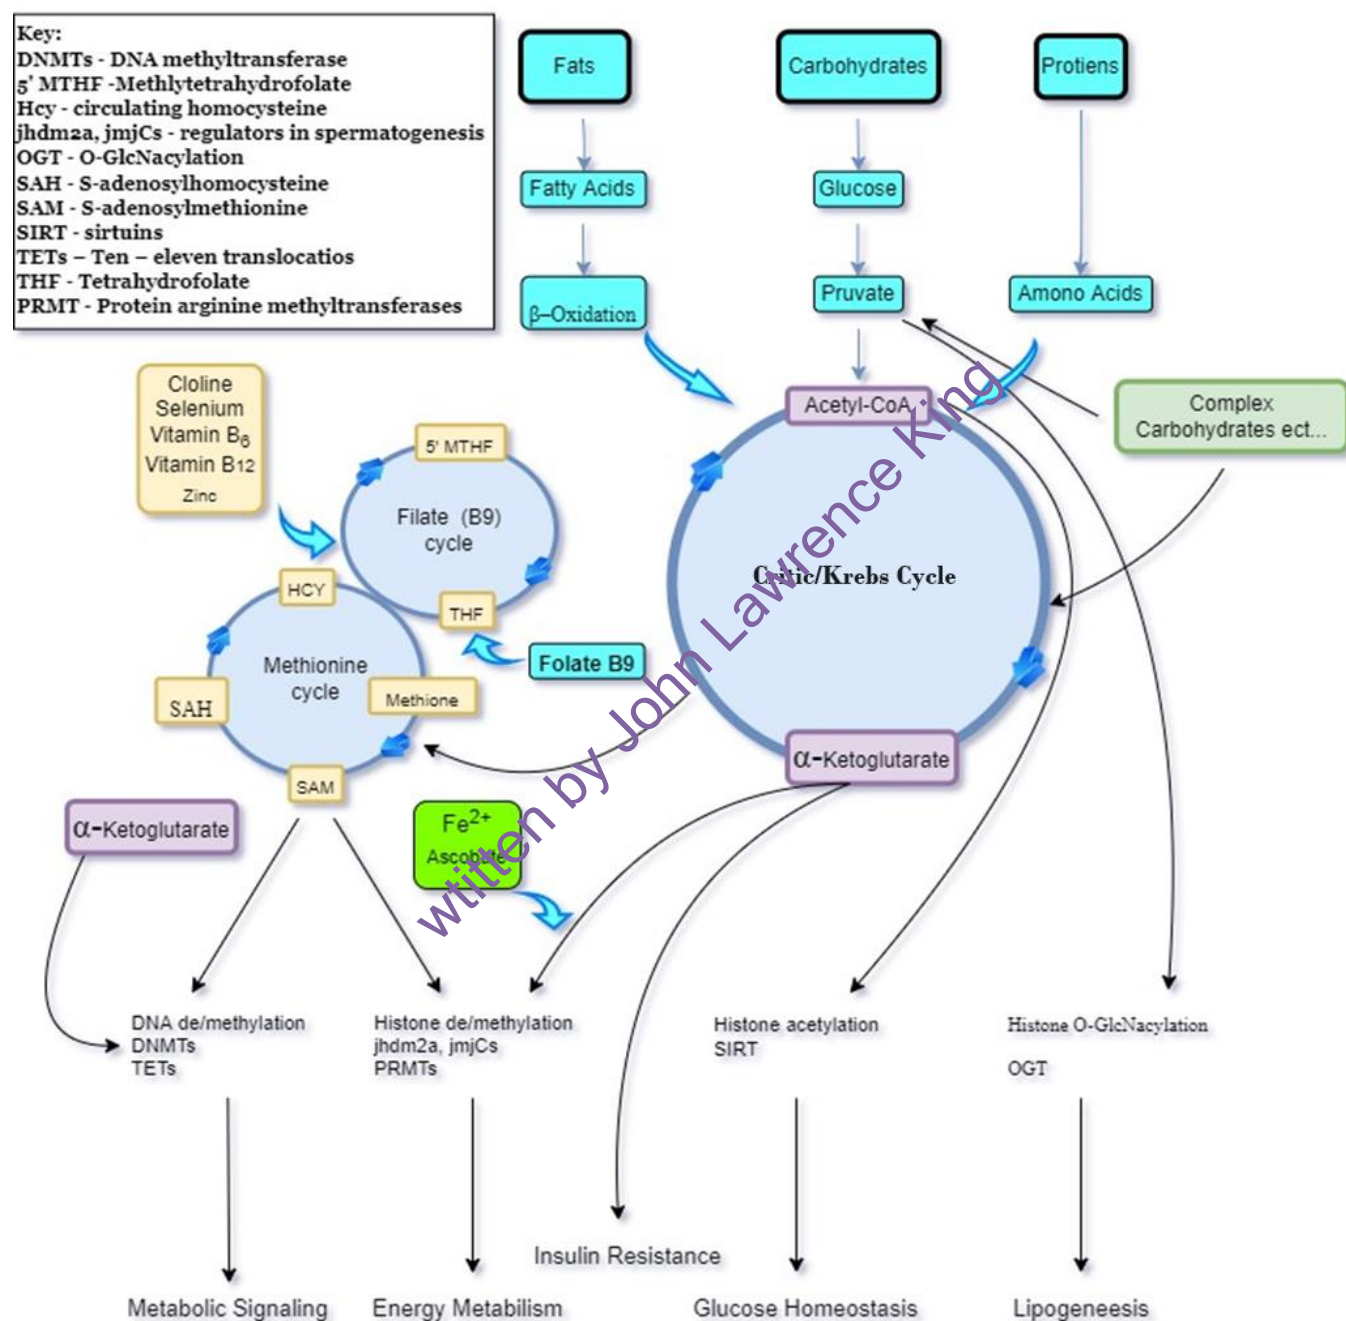 Key:
DNMTs - DNA methyltransferase
5' MTHF -Methlytetrahydrofolate
Hcy - circulating homocysteine
jhdm2a, jmjCs - regulators in spermatogenesis
OGT - O-GlcNacylation
SAH - S-adenosylhomocysteine
SAM - S-adenosylmethionine
SIRT - sirtuins
TETs – Ten – eleven translocatios
THF - Tetrahydrofolate
PRMT - Protein arginine methyltransferases
Fats
Carbohydrates
Protiens
Fatty Acids
Glucose
β–Oxidation
Pruvate
Amono Acids
Cloline
Selenium
Vitamin B6
Vitamin B12
Zinc
Acetyl-CoA
Complex
Carbohydrates ect...
5' MTHF
Filate (B9)
cycle
HCY
THF
Critic/Krebs Cycle
Folate B9
Methionine
cycle
SAH
Methione
SAM
α-Ketoglutarate
α-Ketoglutarate
Fe2+
Ascobate
wtitten by John Lawrence King
DNA de/methylation
DNMTs
TETs
Histone de/methylation
jhdm2a, jmjCs
PRMTs
Histone acetylation
SIRT
Histone O-GlcNacylation
OGT
Insulin Resistance
Metabolic Signaling
Energy Metabilism
Glucose Homeostasis
Lipogeneesis